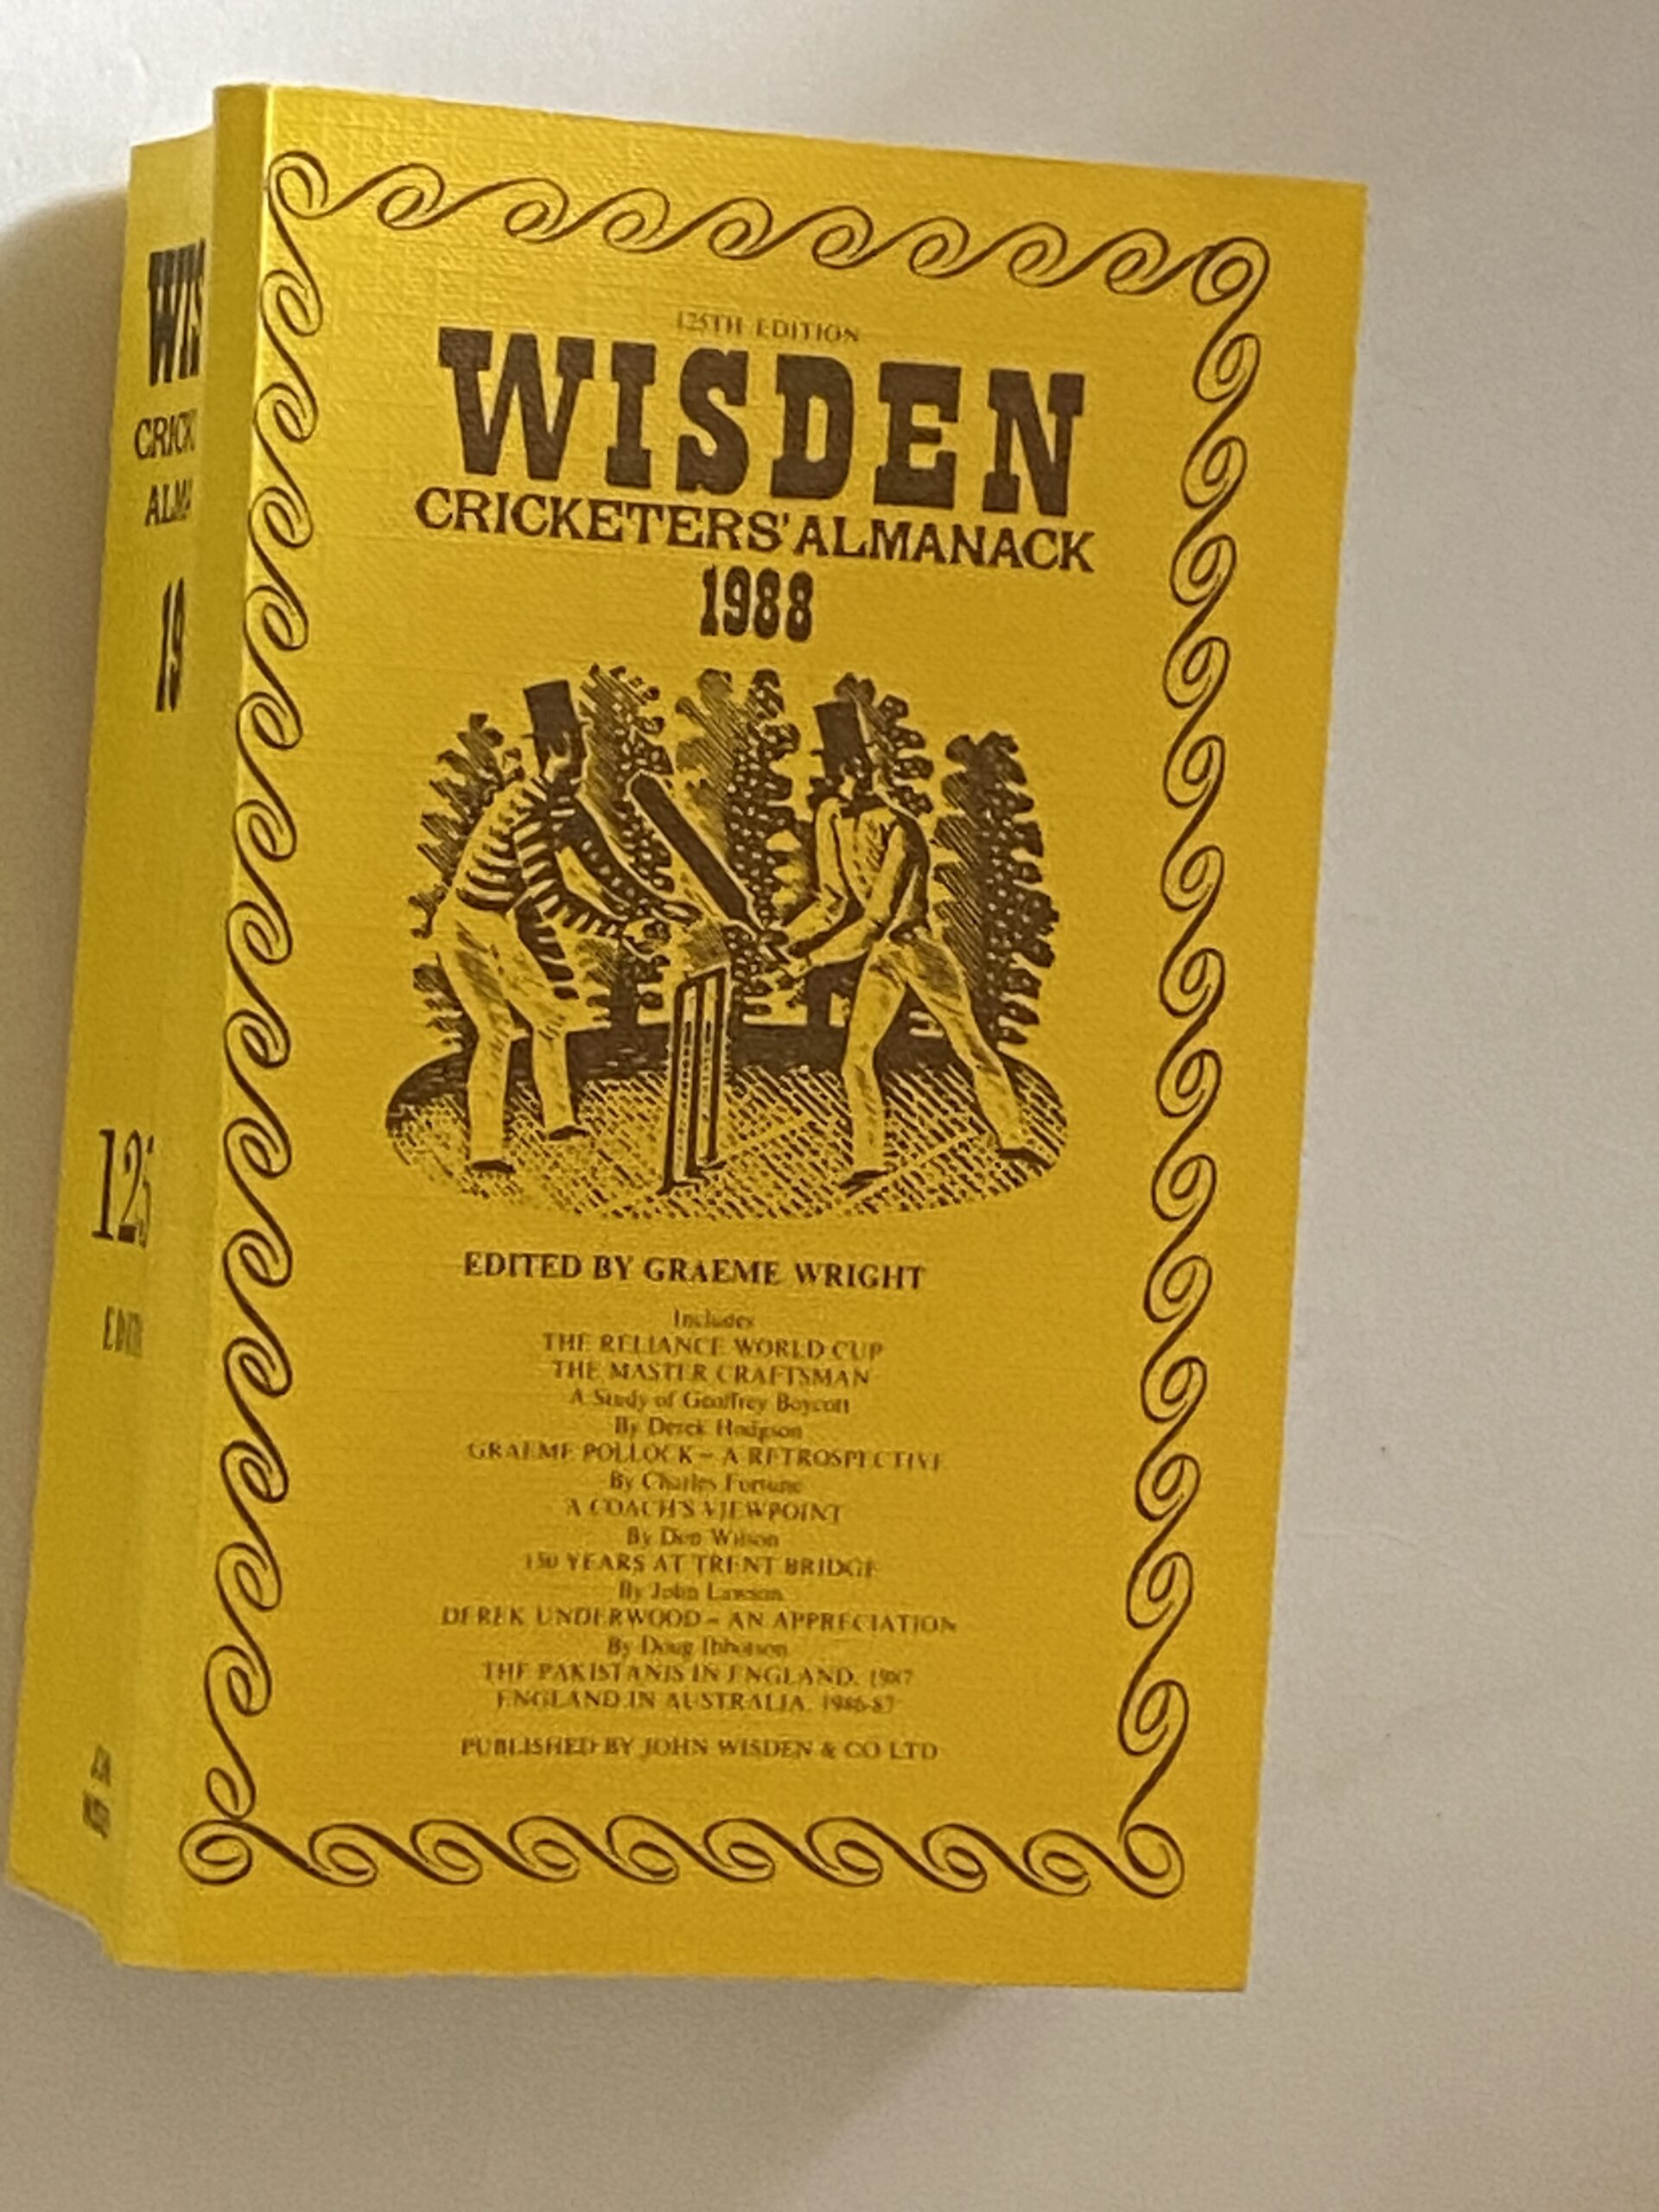 125TH EDITION
WISDEN
CRICKETERS' ALMANACK
1988
EDITED BY GRAEME WRIGHT
Includes
THE RELIANCE WORLD CUP
THE MASTER CRAFTSMAN
A Study of Geoffrey Boycott
By Derek Hodgson
GRAEME POLLOCK – A RETROSPECTIVE
By Charles Fortune
A COACH'S VIEWPOINT
By Don Wilson
150 YEARS AT TRENT BRIDGE
By John Lawson
DEREK UNDERWOOD – AN APPRECIATION
By Doug Ibbotson
THE PAKISTANIS IN ENGLAND, 1987
ENGLAND IN AUSTRALIA, 1986-87
PUBLISHED BY JOHN WISDEN & CO LTD
WIS
CRICK
ALMA
19
125
EDITI